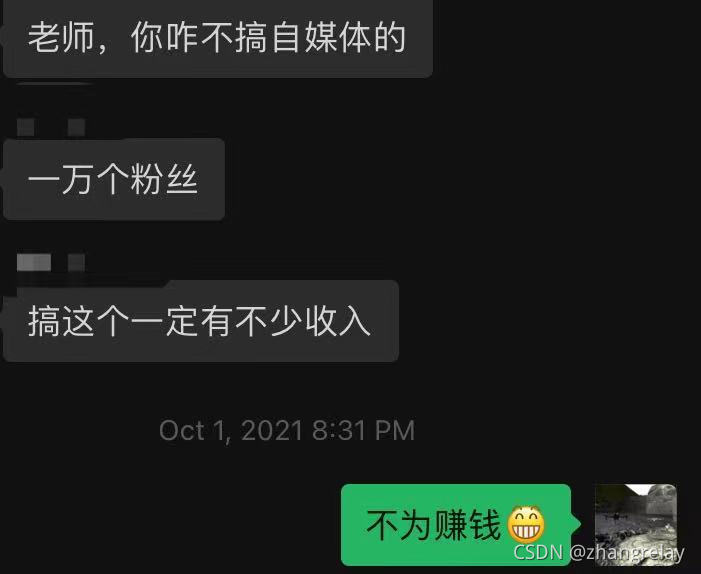 老师，你咋不搞自媒体的
一万个粉丝
搞这个一定有不少收入
Oct 1, 2021 8:31 PM
不为赚钱😁
CSDN @zhangrelay